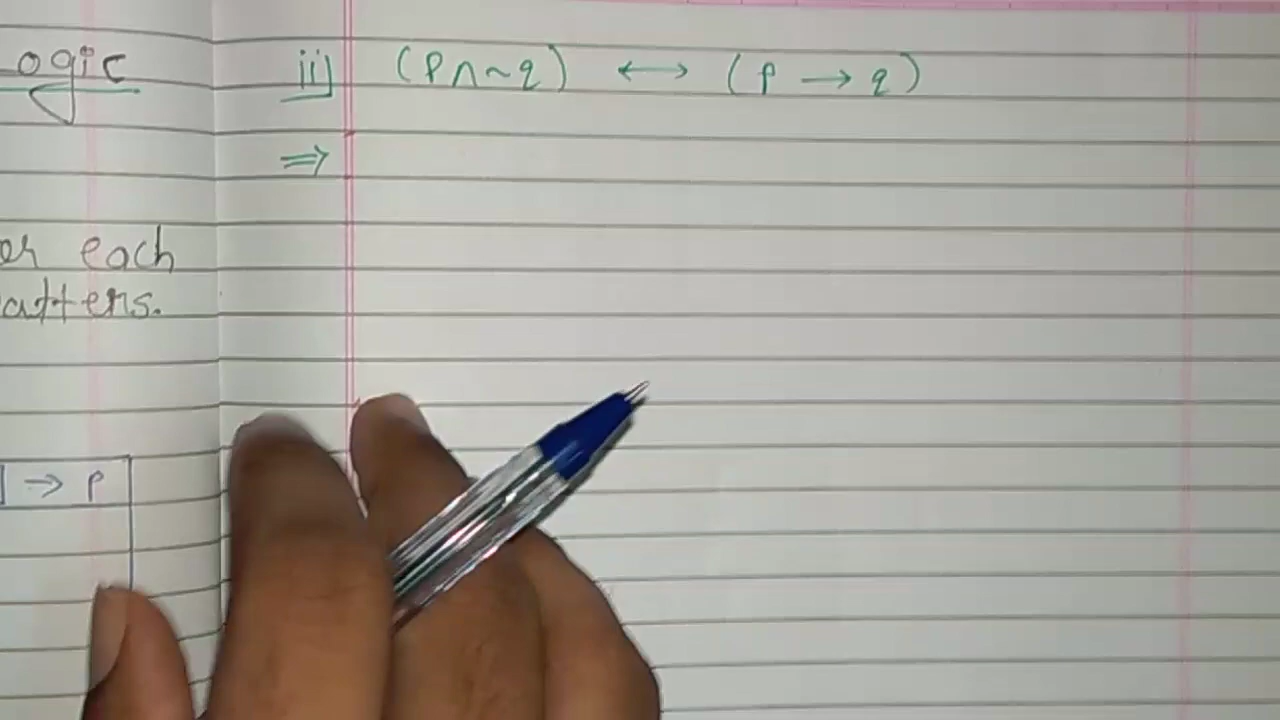 ogic
er each
atters.
] → p
ii) (p ∩ ~ q) ↔ (p → q)
⇒